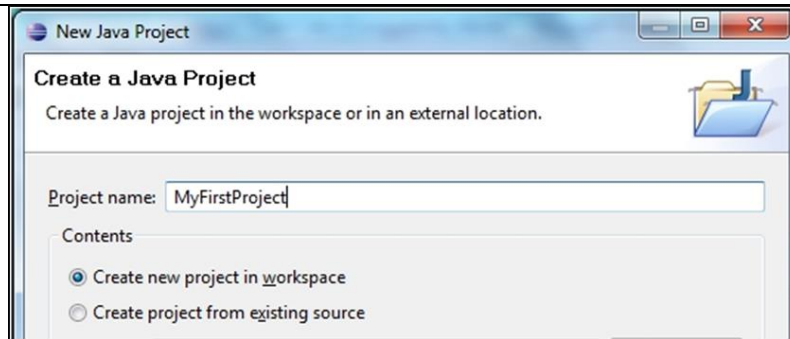 New Java Project
Create a Java Project
Create a Java project in the workspace or in an external location.
Project name: MyFirstProject
Contents
Create new project in workspace
Create project from existing source